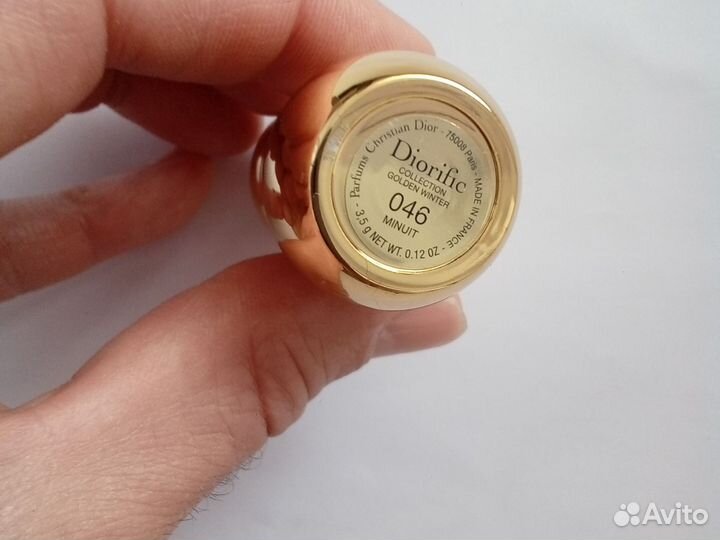 Parfums Christian Dior - 75008 Paris - MADE IN FRANCE -
Diorific
COLLECTION
GOLDEN WINTER
046
MINUIT
3,5 g NET WT. 0.12 OZ -
Avito